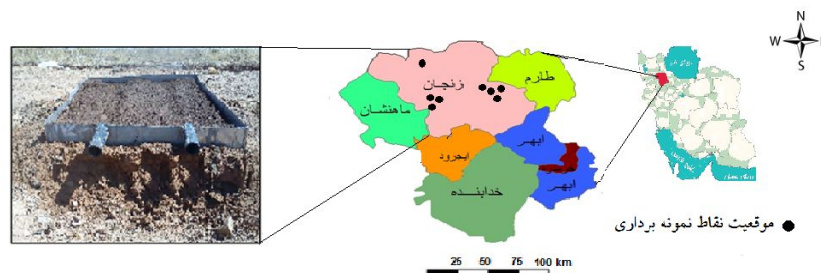 N
W E
S
طارم
زنجان
ماهنشان
ابهر
ایجرود
ابهر
خدابنده
موقعیت نقاط نمونه برداری
25 50 75 100 km